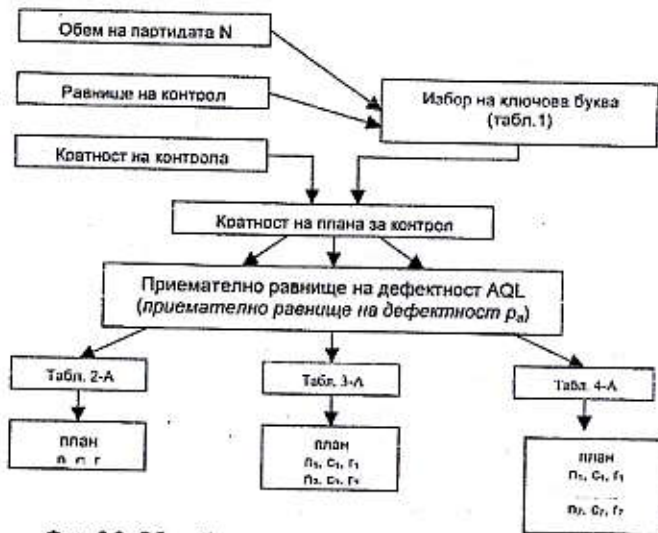 Обем на партидата N
Равнище на контрол
Избор на ключова буква
(табл.1)
Кратност на контрола
Кратност на плана за контрол
Приемателно равнище на дефектност AQL
(приемателно равнище на дефектност pₐ)
Табл. 2-А
Табл. 3-А
Табл. 4-А
план
n, c, r
план
n₁, c₁, r₁
n₂, c₂, r₂
план
n₁, c₁, r₁
n₇, c₇, r₇